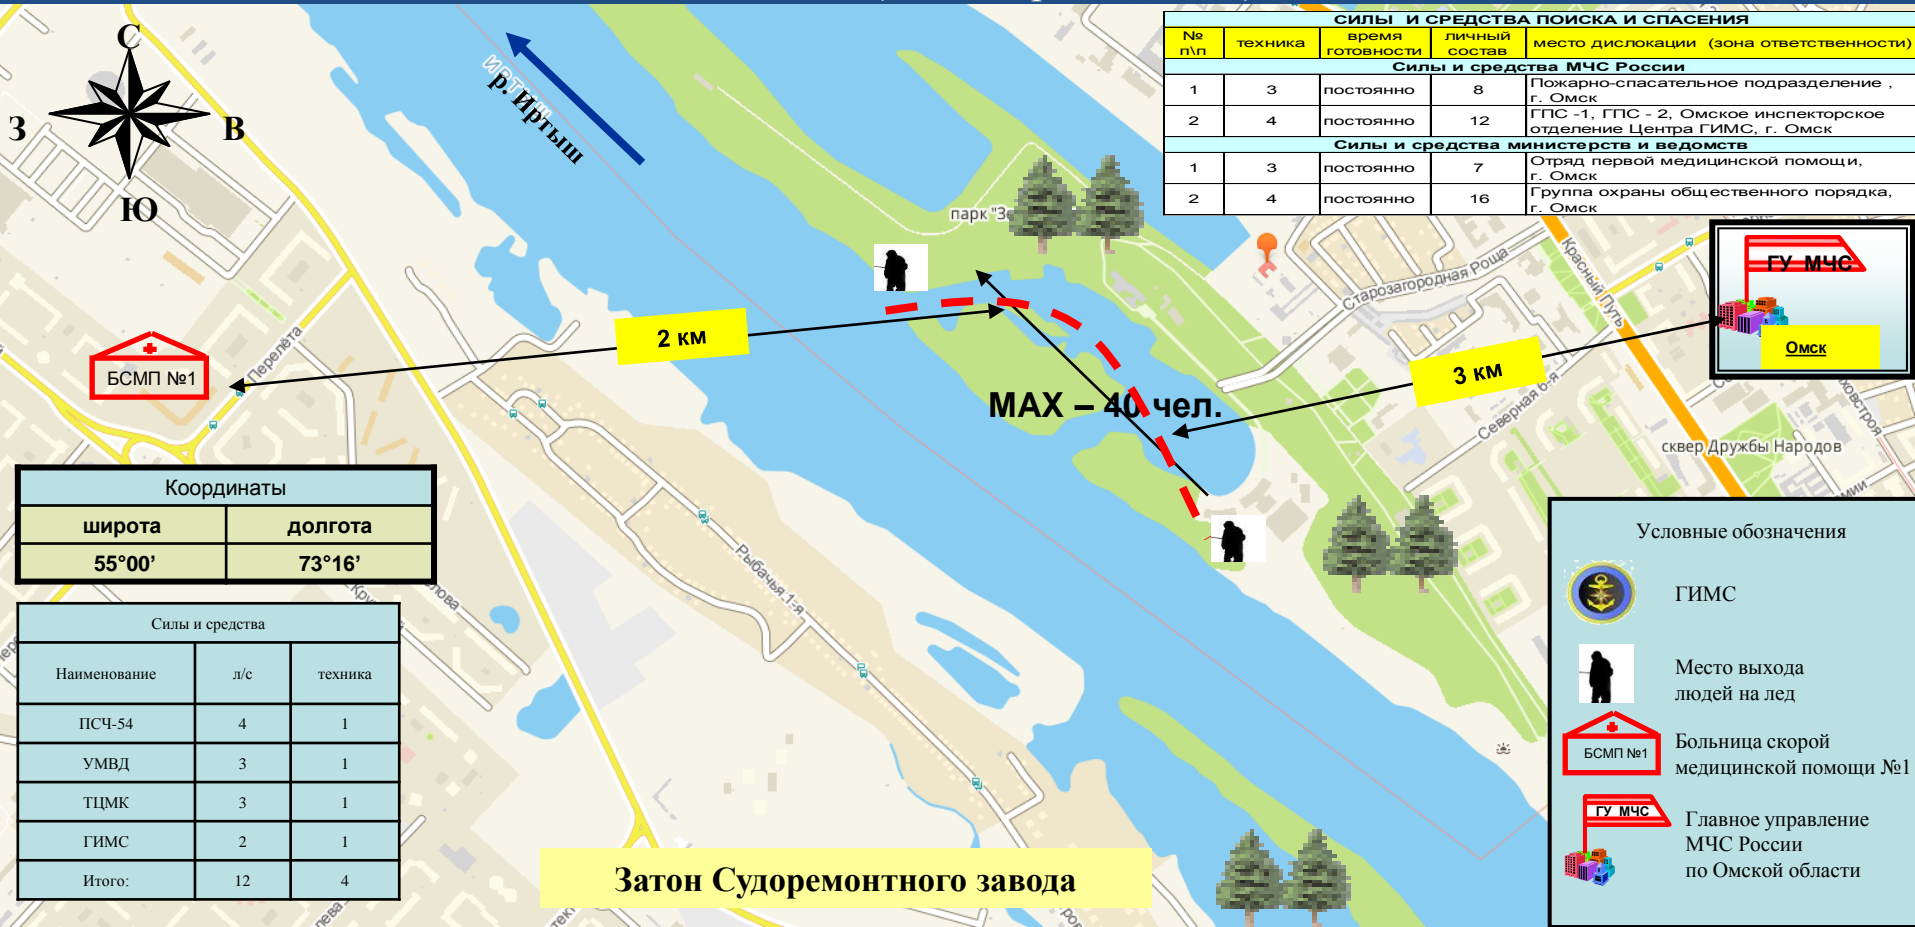 С
З
В
Ю
р. Иртыш
ИРТЫШ
СИЛЫ И СРЕДСТВА ПОИСКА И СПАСЕНИЯ
№ п\п техника время готовности личный состав место дислокации (зона ответственности)
Силы и средства МЧС России
1 3 постоянно 8 Пожарно-спасательное подразделение ,
г. Омск
2 4 постоянно 12 ГПС -1, ГПС - 2, Омское инспекторское
отделение Центра ГИМС, г. Омск
Силы и средства министерств и ведомств
1 3 постоянно 7 Отряд первой медицинской помощи,
г. Омск
2 4 постоянно 16 Группа охраны общественного порядка,
г. Омск
парк "Зе
Старозагородная Роща
Красный Путь
ГУ МЧС
Омск
2 км
3 км
БСМП №1
Перелёта
MAX – 40 чел.
Северная 6-я
сквер Дружбы Народов
Координаты
широта долгота
55°00’ 73°16’
Рыбачья 1-я
Силы и средства
Наименование л/с техника
ПСЧ-54 4 1
УМВД 3 1
ТЦМК 3 1
ГИМС 2 1
Итого: 12 4
Затон Судоремонтного завода
Условные обозначения
ГИМС
Место выхода
людей на лед
БСМП №1
Больница скорой
медицинской помощи №1
ГУ МЧС
Главное управление
МЧС России
по Омской области